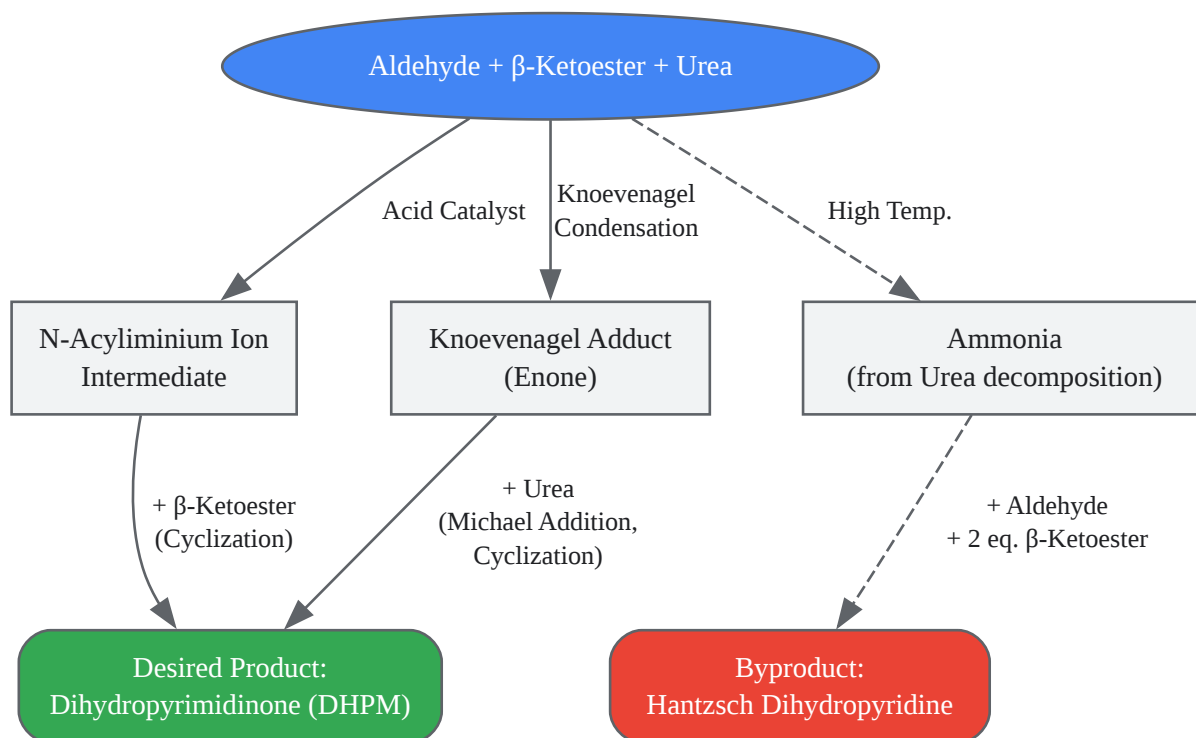 Aldehyde + β-Ketoester + Urea
Acid Catalyst
Knoevenagel
Condensation
High Temp.
N-Acyliminium Ion
Intermediate
Knoevenagel Adduct
(Enone)
Ammonia
(from Urea decomposition)
+ β-Ketoester
(Cyclization)
+ Urea
(Michael Addition,
Cyclization)
+ Aldehyde
+ 2 eq. β-Ketoester
Desired Product:
Dihydropyrimidinone (DHPM)
Byproduct:
Hantzsch Dihydropyridine